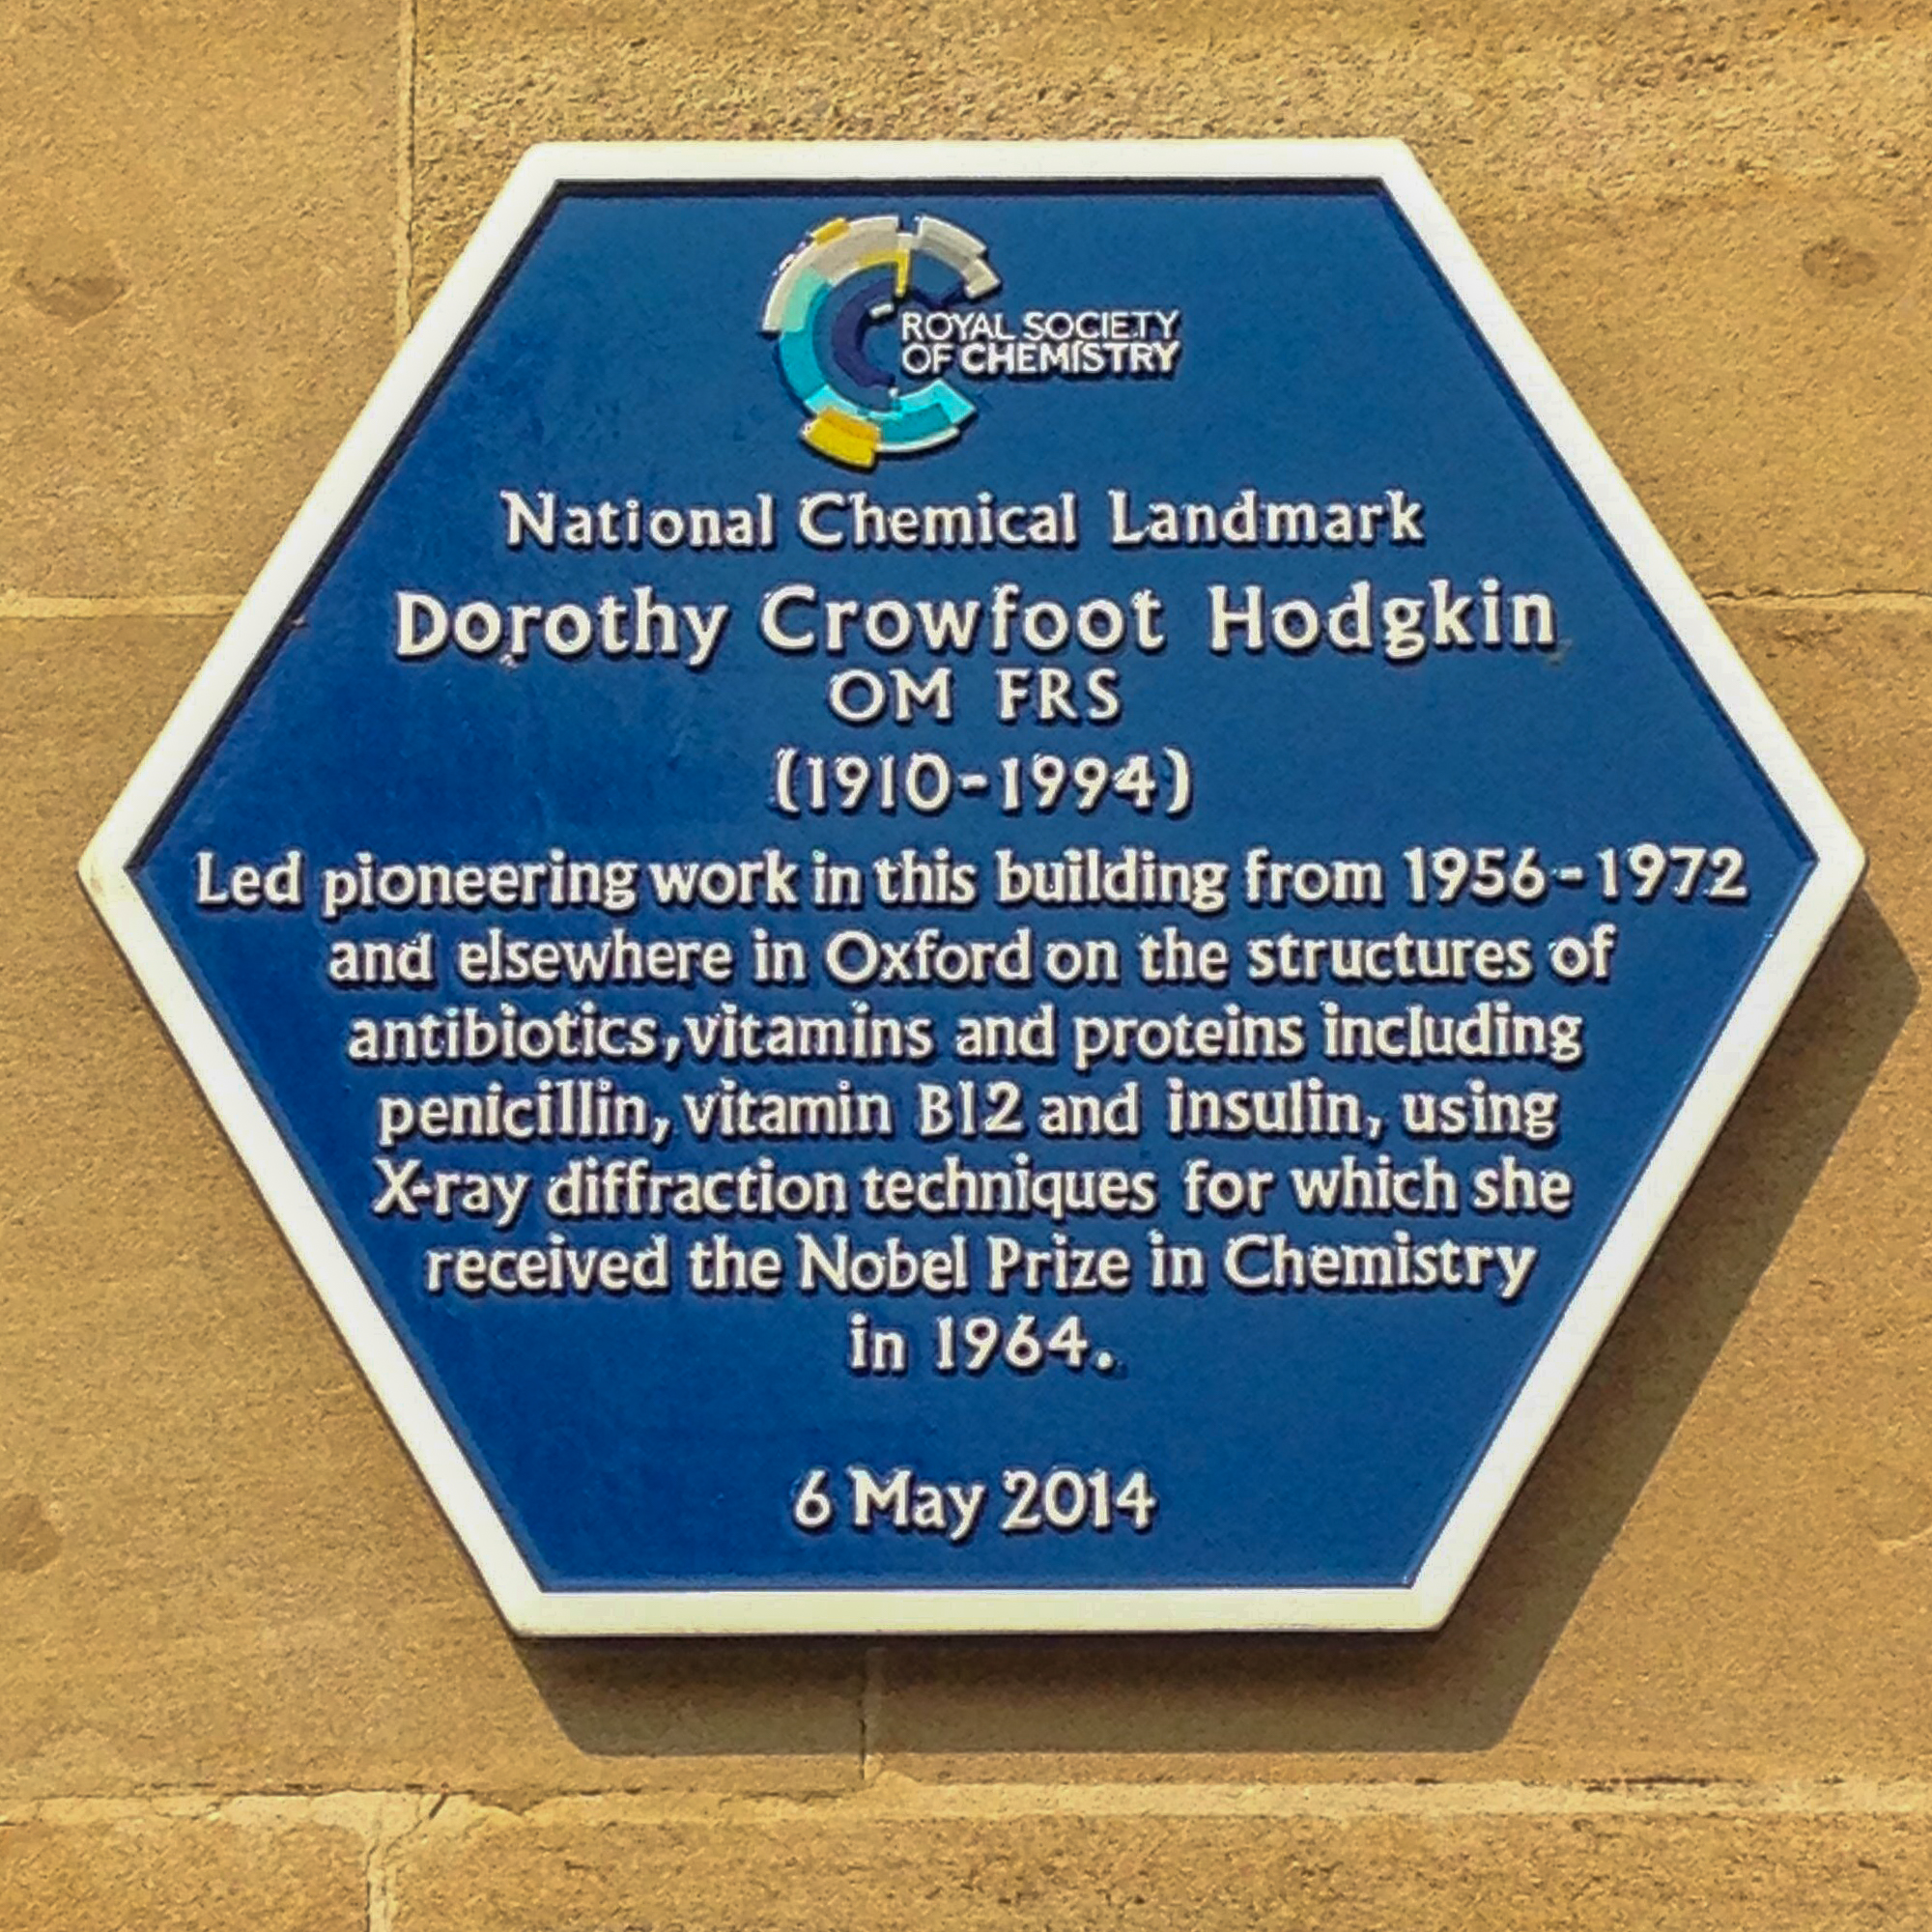 ROYAL SOCIETY
OF CHEMISTRY
National Chemical Landmark
Dorothy Crowfoot Hodgkin
OM FRS
(1910-1994)
Led pioneering work in this building from 1956-1972
and elsewhere in Oxford on the structures of
antibiotics, vitamins and proteins including
penicillin, vitamin B12 and insulin, using
X-ray diffraction techniques for which she
received the Nobel Prize in Chemistry
in 1964.
6 May 2014